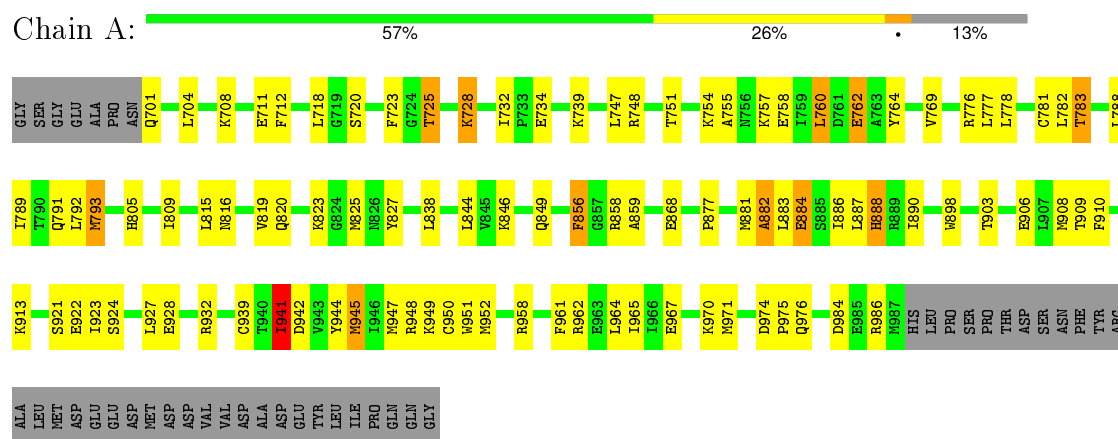 Chain A:
57% 26% • 13%
GLY SER GLY GLU ALA PRO ASN Q701 L704 K708 E711 F712 L718 G719 S720 F723 G724 T725 K728 I732 P733 E734 K739 L747 R748 T751 K754 A755 N756 K757 E758 I759 L760 D761 E762 A763 Y764 V769 R776 L777 L778 C781 L782 T783
I789 T790 Q791 L792 M793 H805 I809 L815 N816 V819 Q820 K823 G824 M825 N826 Y827 L838 L844 V845 K846 Q849 F856 G857 R858 A859 E868 P877 M881 A882 L883 E884 S885 I886 L887 H888 R889 I890 W898 T903 E906 L907 M908 T909 F910
K913 S921 E922 I923 S924 L927 E928 R932 C939 T940 I941 D942 V943 Y944 M945 I946 M947 R948 K949 C950 W951 M952 R958 F961 R962 E963 L964 I965 I966 E967 K970 M971 D974 P975 Q976 D984 E985 R986 M987 HIS LEU PRO SER PRO THR ASP SER ASN PHE TYR
ALA LEU MET ASP GLU GLU ASP MET ASP ASP VAL VAL ASP ALA ASP GLU TYR LEU ILE PRO GLN GLN GLY